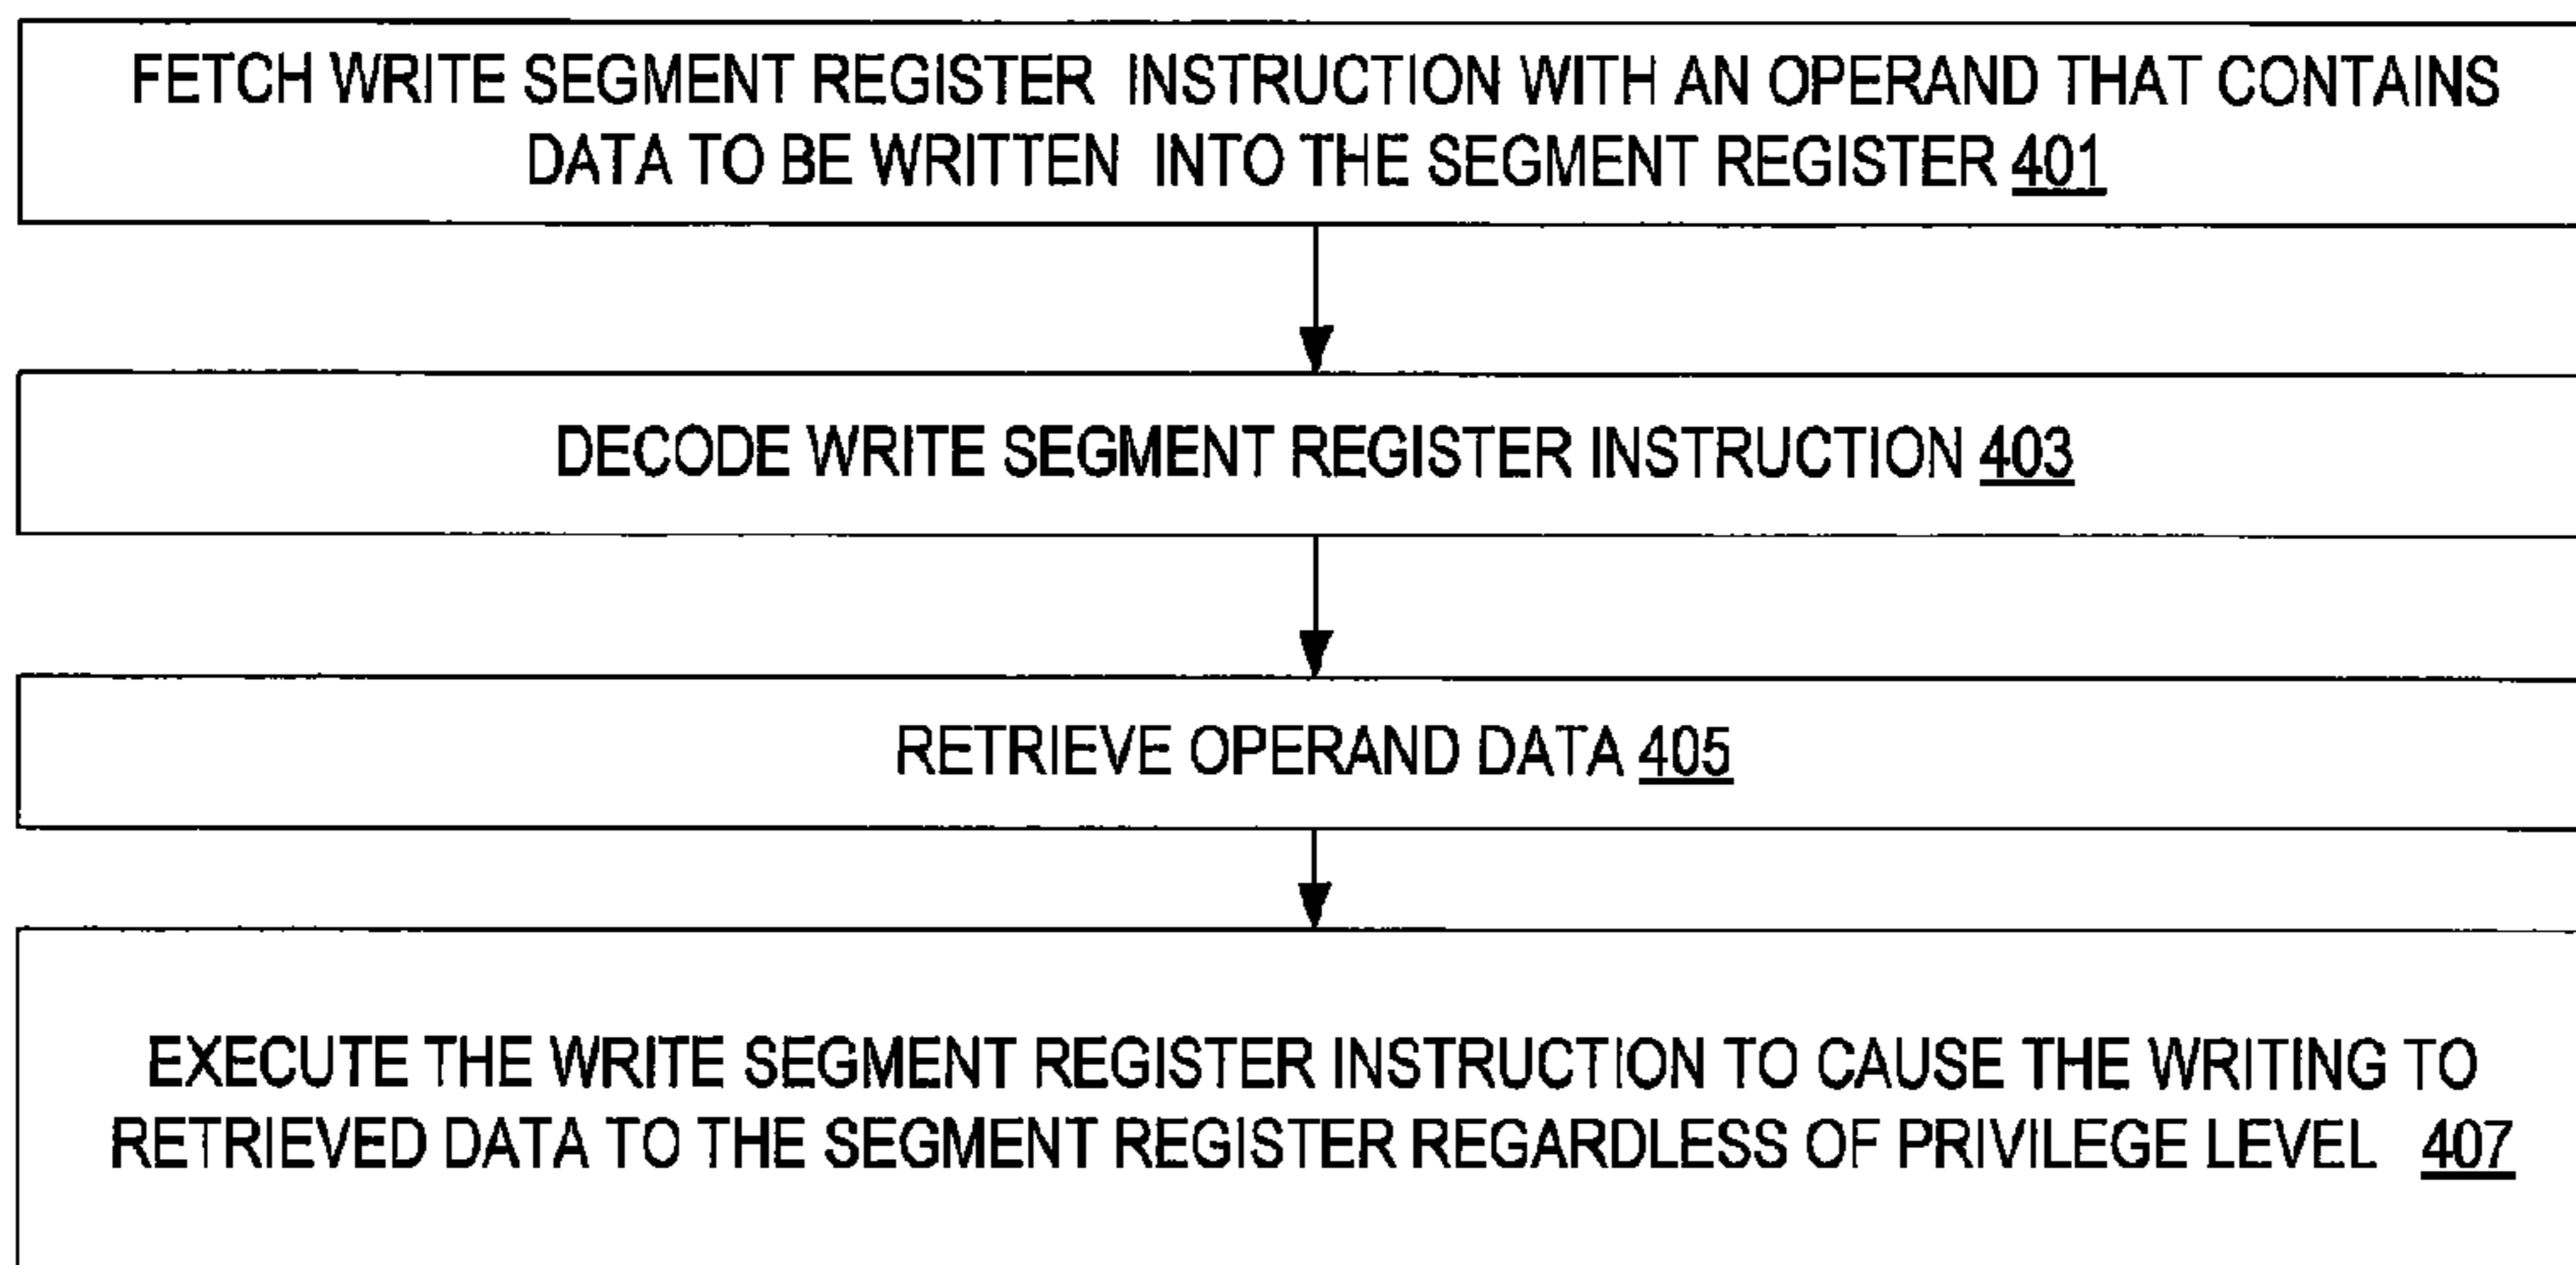 FETCH WRITE SEGMENT REGISTER INSTRUCTION WITH AN OPERAND THAT CONTAINS
DATA TO BE WRITTEN INTO THE SEGMENT REGISTER 401
DECODE WRITE SEGMENT REGISTER INSTRUCTION 403
RETRIEVE OPERAND DATA 405
EXECUTE THE WRITE SEGMENT REGISTER INSTRUCTION TO CAUSE THE WRITING TO
RETRIEVED DATA TO THE SEGMENT REGISTER REGARDLESS OF PRIVILEGE LEVEL 407